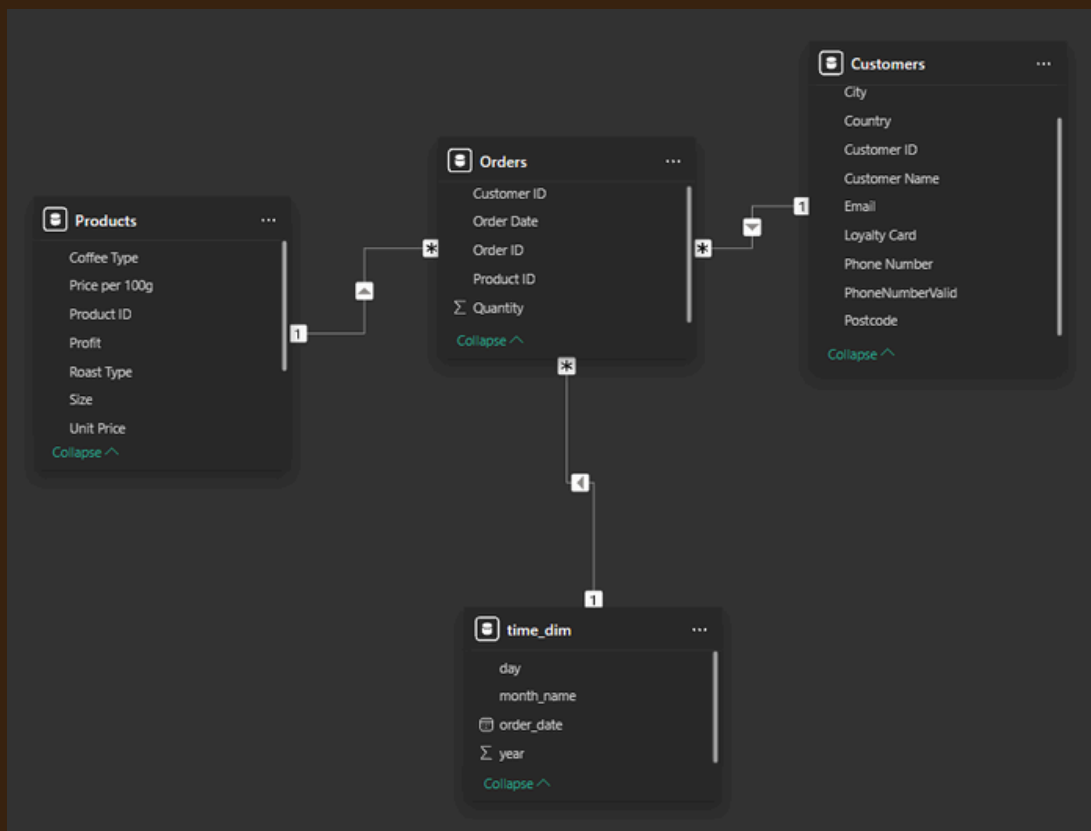 Products
Coffee Type
Price per 100g
Product ID
Profit
Roast Type
Size
Unit Price
Collapse
1
*
Orders
Customer ID
Order Date
Order ID
Product ID
Quantity
Collapse
*
*
1
Customers
City
Country
Customer ID
Customer Name
Email
Loyalty Card
Phone Number
PhoneNumberValid
Postcode
Collapse
1
time_dim
day
month_name
order_date
year
Collapse